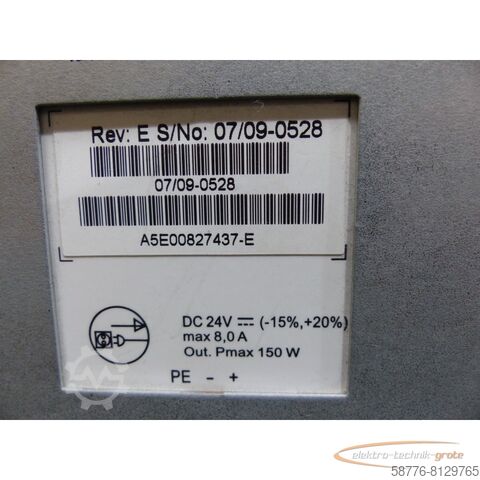 Rev: E S/No: 07/09-0528
07/09-0528
A5E00827437-E
DC 24V (-15%,+20%)
max 8,0 A
Out. Pmax 150 W
PE - +
elektro-technik-grote
58776-8129765